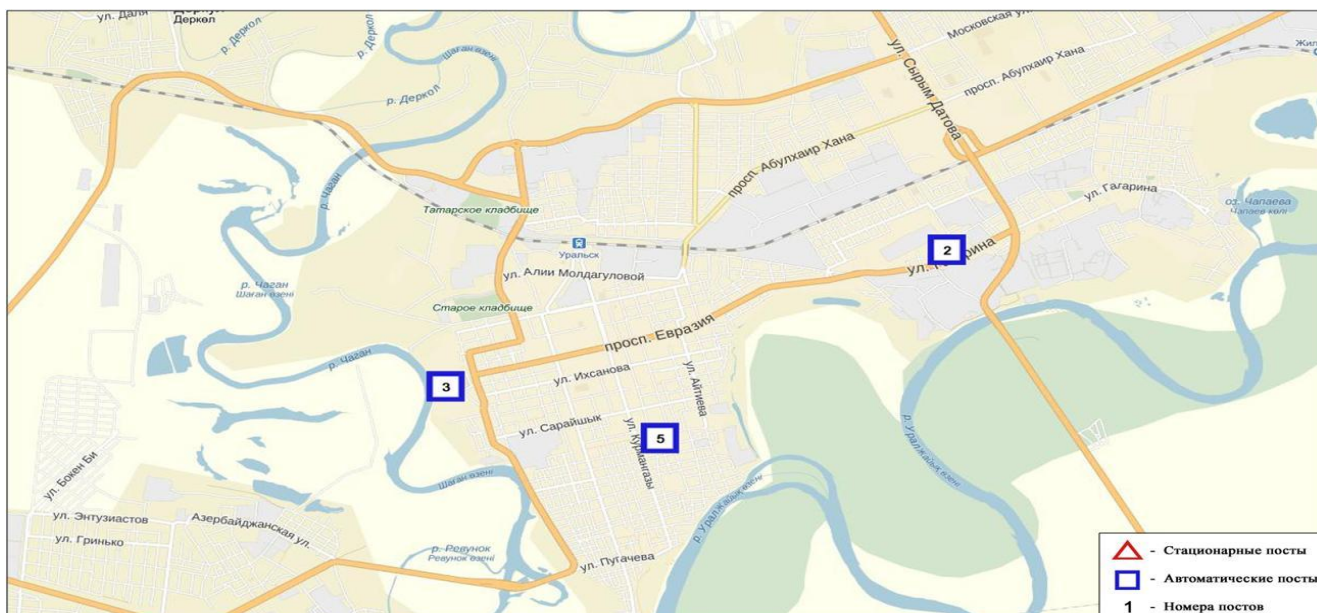 ул. Даля
Деркөл
р. Деркол
р. Деркол
Шаган өзені
р. Деркол
Московская ул.
просп. Абулхаир Хана
ул. Сырым Датова
просп. Абулхаир Хана
ул. Гагарина
оз. Чапаева
Чапаев көлі
р. Чаган
Татарское кладбище
Уральск
ул. Алии Молдагуловой
2
р. Чаган
Шаган өзені
Старое кладбище
просп. Евразия
р. Чаган
3
ул. Ихсанова
ул. Айтиева
ул. Сарайшык
ул. Курмангазы
5
р. Урал
Жайық өзені
ул. Бокен Би
Шаган өзені
р. Урал
Жайық өзені
ул. Энтузиастов
Азербайджанская ул.
ул. Гринько
р. Ревунок
Ревунок өзені
ул. Пугачева
- Стационарные посты
- Автоматические посты
1 - Номера постов